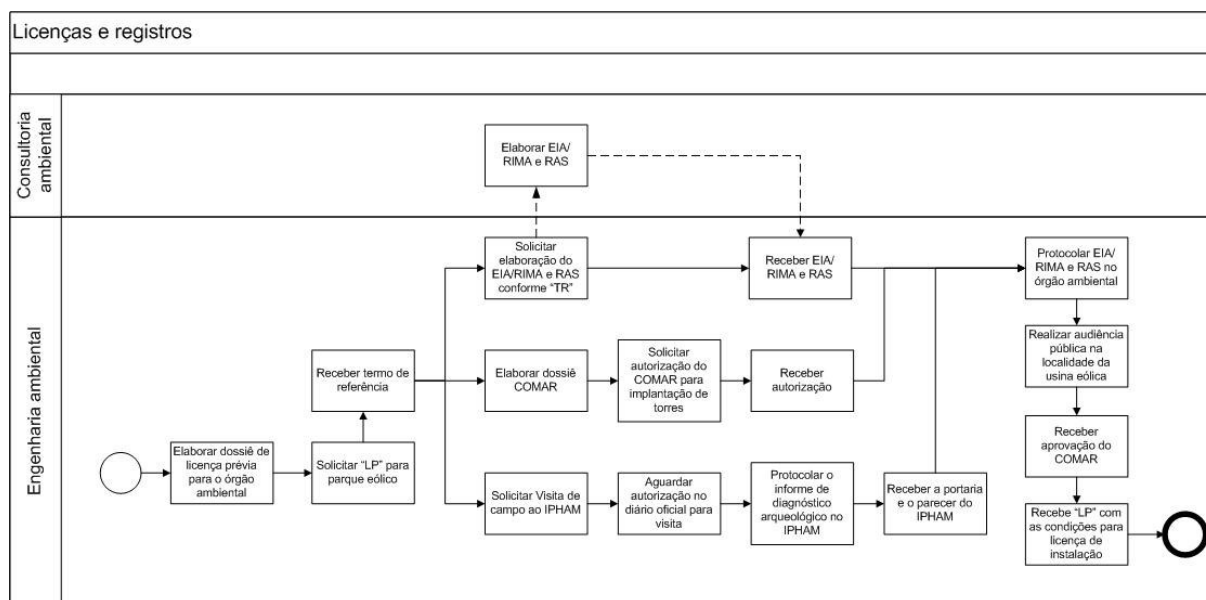 Licenças e registros
Consultoria
ambiental
Elaborar EIA/
RIMA e RAS
Engenharia ambiental
Solicitar
elaboração do
EIA/RIMA e RAS
conforme “TR”
Receber EIA/
RIMA e RAS
Protocolar EIA/
RIMA e RAS no
órgão ambiental
Realizar audiência
pública na
localidade da
usina eólica
Receber termo de
referência
Elaborar dossiê
COMAR
Solicitar
autorização do
COMAR para
implantação de
torres
Receber
autorização
Receber
aprovação do
COMAR
Elaborar dossiê de
licença prévia
para o órgão
ambiental
Solicitar “LP” para
parque eólico
Solicitar Visita de
campo ao IPHAM
Aguardar
autorização no
diário oficial para
visita
Protocolar o
informe de
diagnóstico
arqueológico no
IPHAM
Receber a portaria
e o parecer do
IPHAM
Recebe “LP” com
as condições para
licença de
instalação